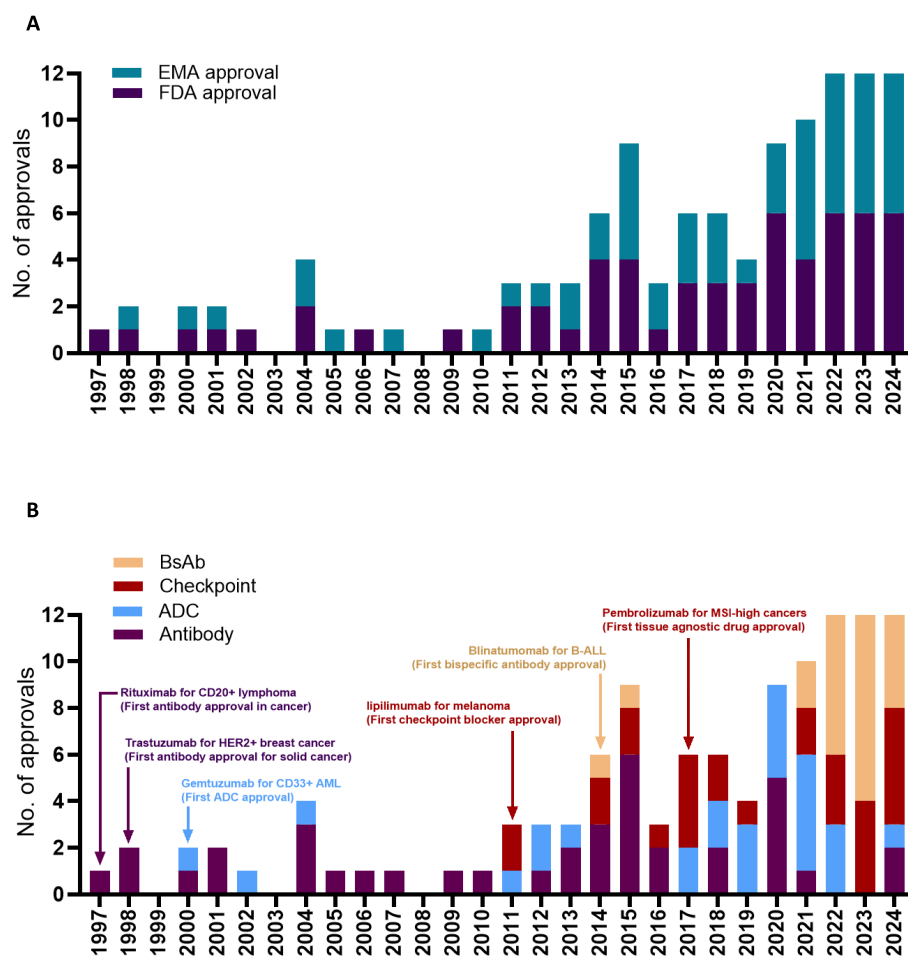 A
EMA approval
FDA approval
No. of approvals
12
10
8
6
4
2
0
1997 1998 1999 2000 2001 2002 2003 2004 2005 2006 2007 2008 2009 2010 2011 2012 2013 2014 2015 2016 2017 2018 2019 2020 2021 2022 2023 2024
B
BsAb
Checkpoint
ADC
Antibody
Pembrolizumab for MSI-high cancers
(First tissue agnostic drug approval)
Blinatumomab for B-ALL
(First bispecific antibody approval)
Iipilimumab for melanoma
(First checkpoint blocker approval)
Rituximab for CD20+ lymphoma
(First antibody approval in cancer)
Trastuzumab for HER2+ breast cancer
(First antibody approval for solid cancer)
Gemtuzumab for CD33+ AML
(First ADC approval)
No. of approvals
12
10
8
6
4
2
0
1997 1998 1999 2000 2001 2002 2003 2004 2005 2006 2007 2008 2009 2010 2011 2012 2013 2014 2015 2016 2017 2018 2019 2020 2021 2022 2023 2024